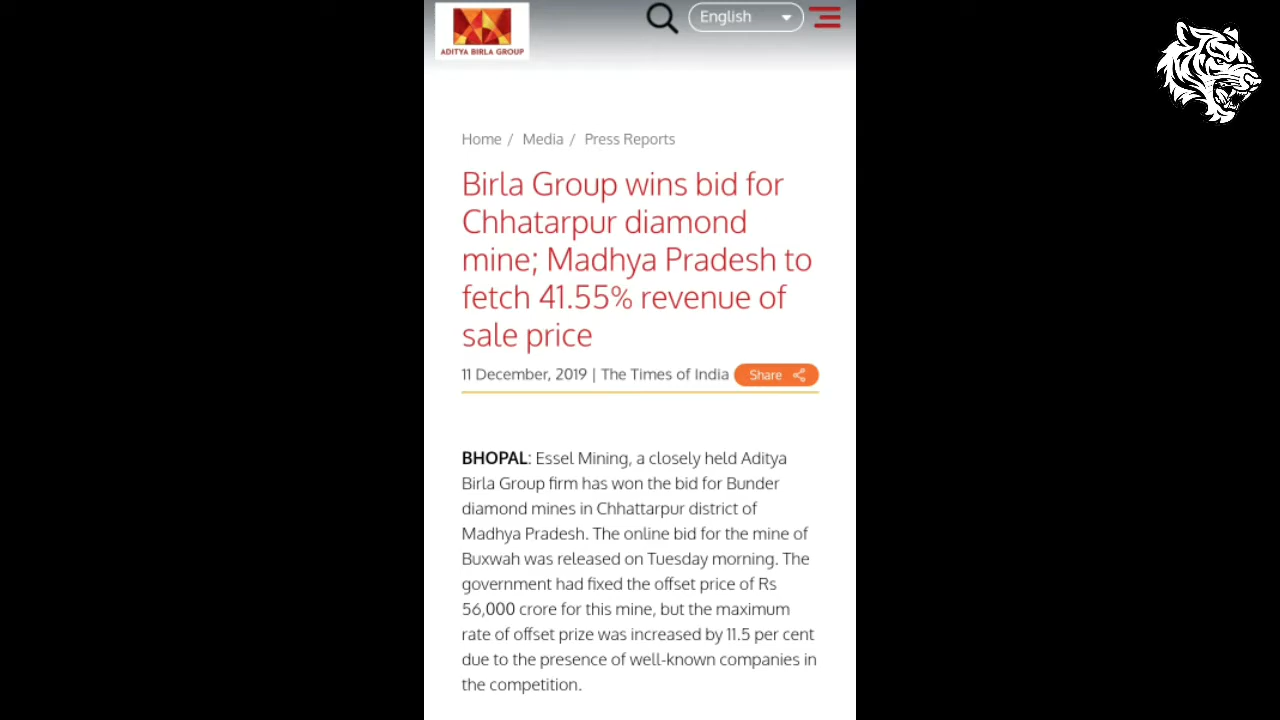 ADITYA BIRLA GROUP
English
Home / Media / Press Reports
Birla Group wins bid for
Chhatarpur diamond
mine; Madhya Pradesh to
fetch 41.55% revenue of
sale price
11 December, 2019 | The Times of India Share
BHOPAL: Essel Mining, a closely held Aditya
Birla Group firm has won the bid for Bunder
diamond mines in Chhattarpur district of
Madhya Pradesh. The online bid for the mine of
Buxwah was released on Tuesday morning. The
government had fixed the offset price of Rs
56,000 crore for this mine, but the maximum
rate of offset prize was increased by 11.5 per cent
due to the presence of well-known companies in
the competition.